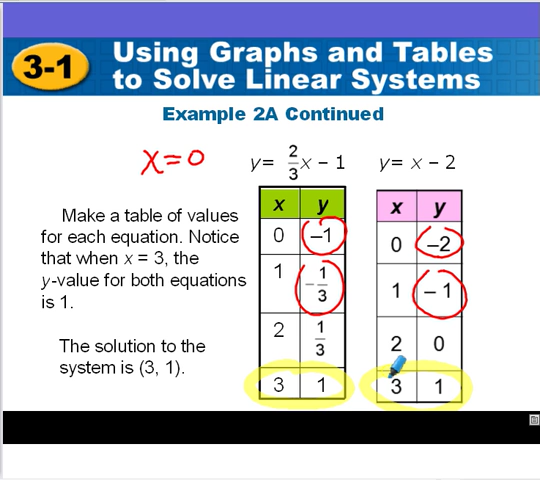 3-1
Using Graphs and Tables
to Solve Linear Systems
Example 2A Continued
x=0
y= 2/3 x – 1
y= x – 2
Make a table of values
for each equation. Notice
that when x = 3, the
y-value for both equations
is 1.
The solution to the
system is (3, 1).
x y
0 –1
1 -1/3
2 1/3
3 1
x y
0 –2
1 – 1
2 0
3 1